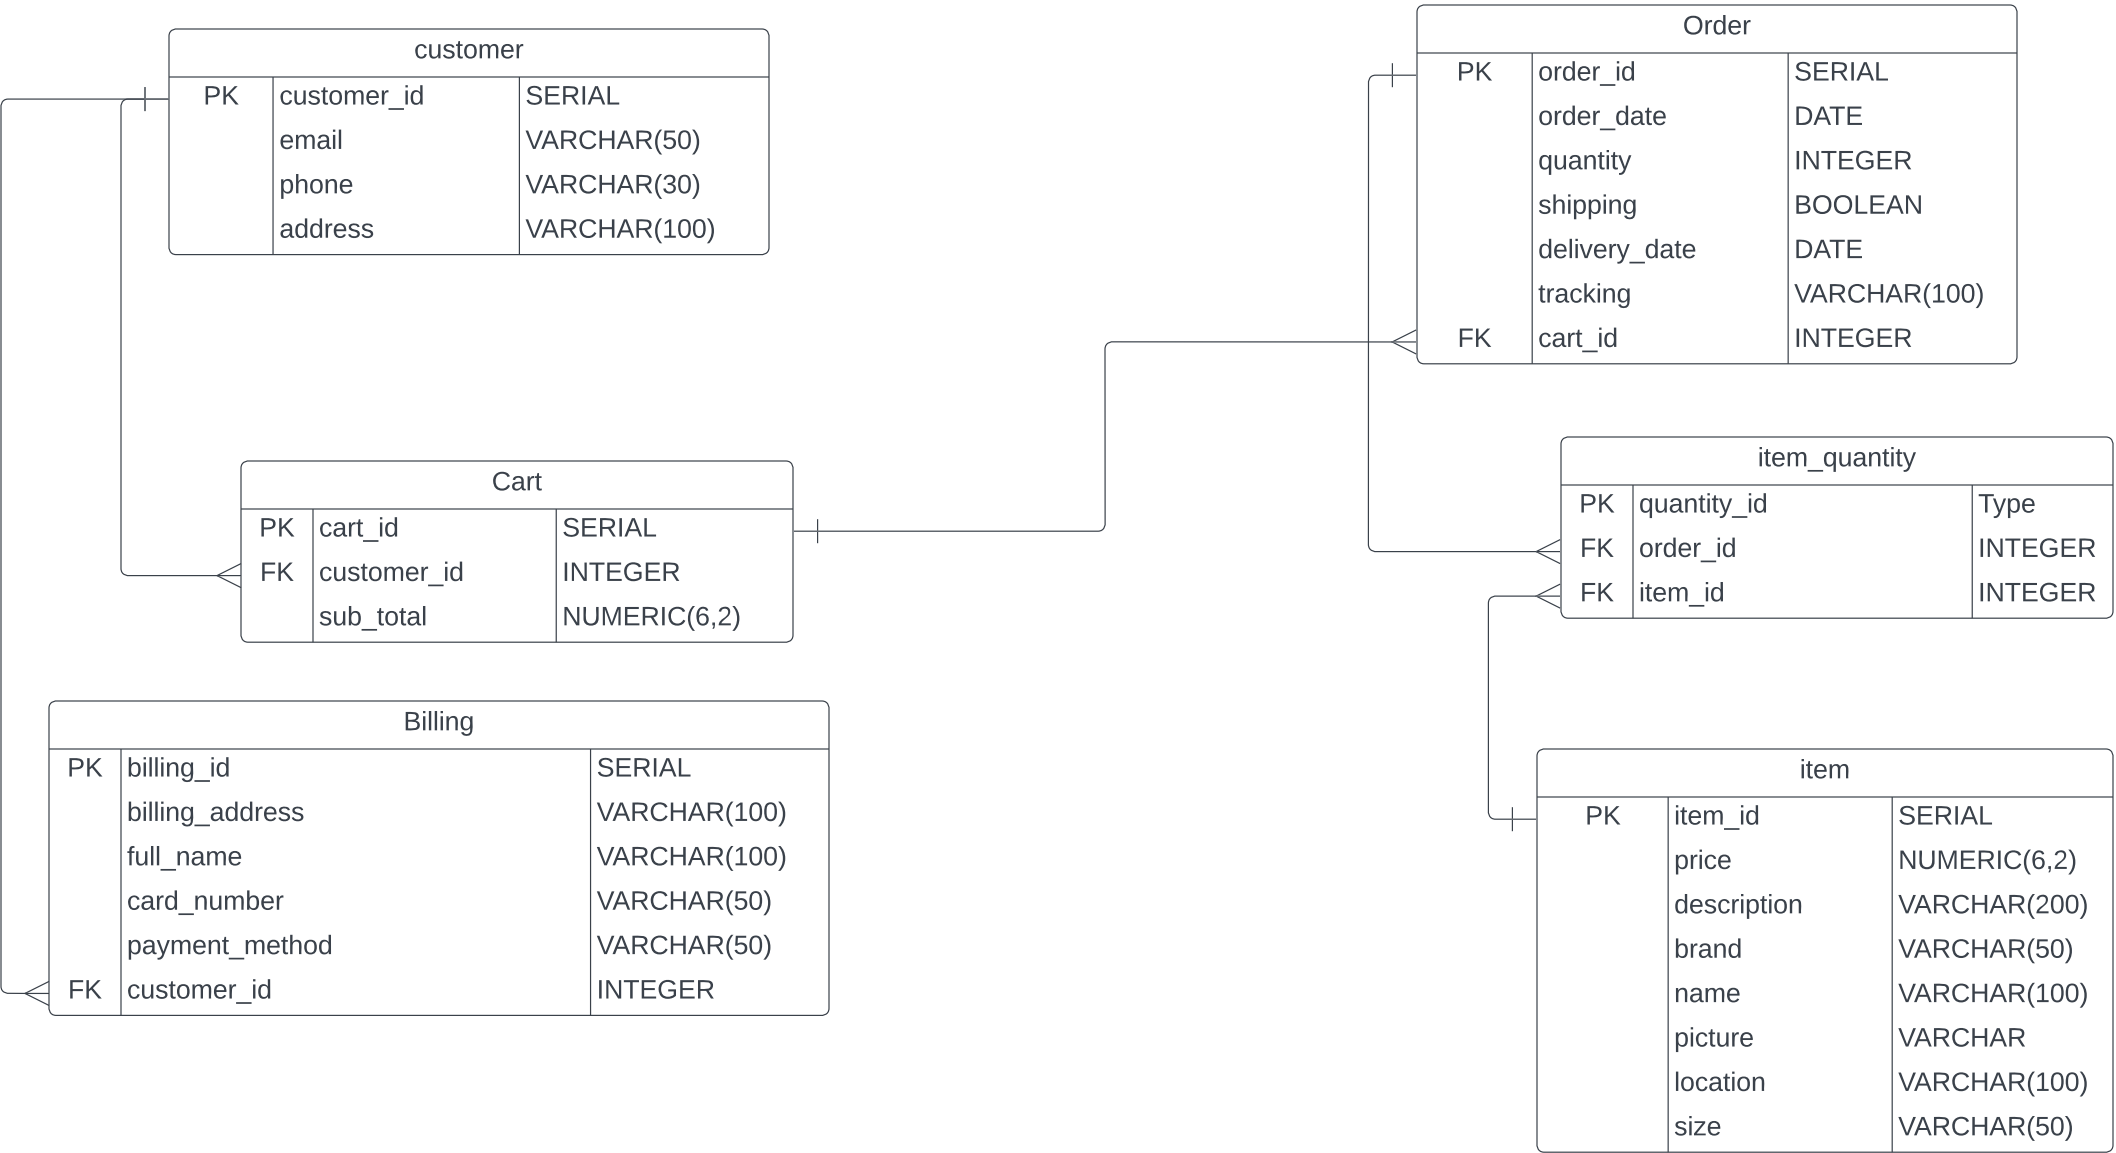 customer
PK customer_id SERIAL
email VARCHAR(50)
phone VARCHAR(30)
address VARCHAR(100)
Cart
PK cart_id SERIAL
FK customer_id INTEGER
sub_total NUMERIC(6,2)
Billing
PK billing_id SERIAL
billing_address VARCHAR(100)
full_name VARCHAR(100)
card_number VARCHAR(50)
payment_method VARCHAR(50)
FK customer_id INTEGER
Order
PK order_id SERIAL
order_date DATE
quantity INTEGER
shipping BOOLEAN
delivery_date DATE
tracking VARCHAR(100)
FK cart_id INTEGER
item_quantity
PK quantity_id Type
FK order_id INTEGER
FK item_id INTEGER
item
PK item_id SERIAL
price NUMERIC(6,2)
description VARCHAR(200)
brand VARCHAR(50)
name VARCHAR(100)
picture VARCHAR
location VARCHAR(100)
size VARCHAR(50)